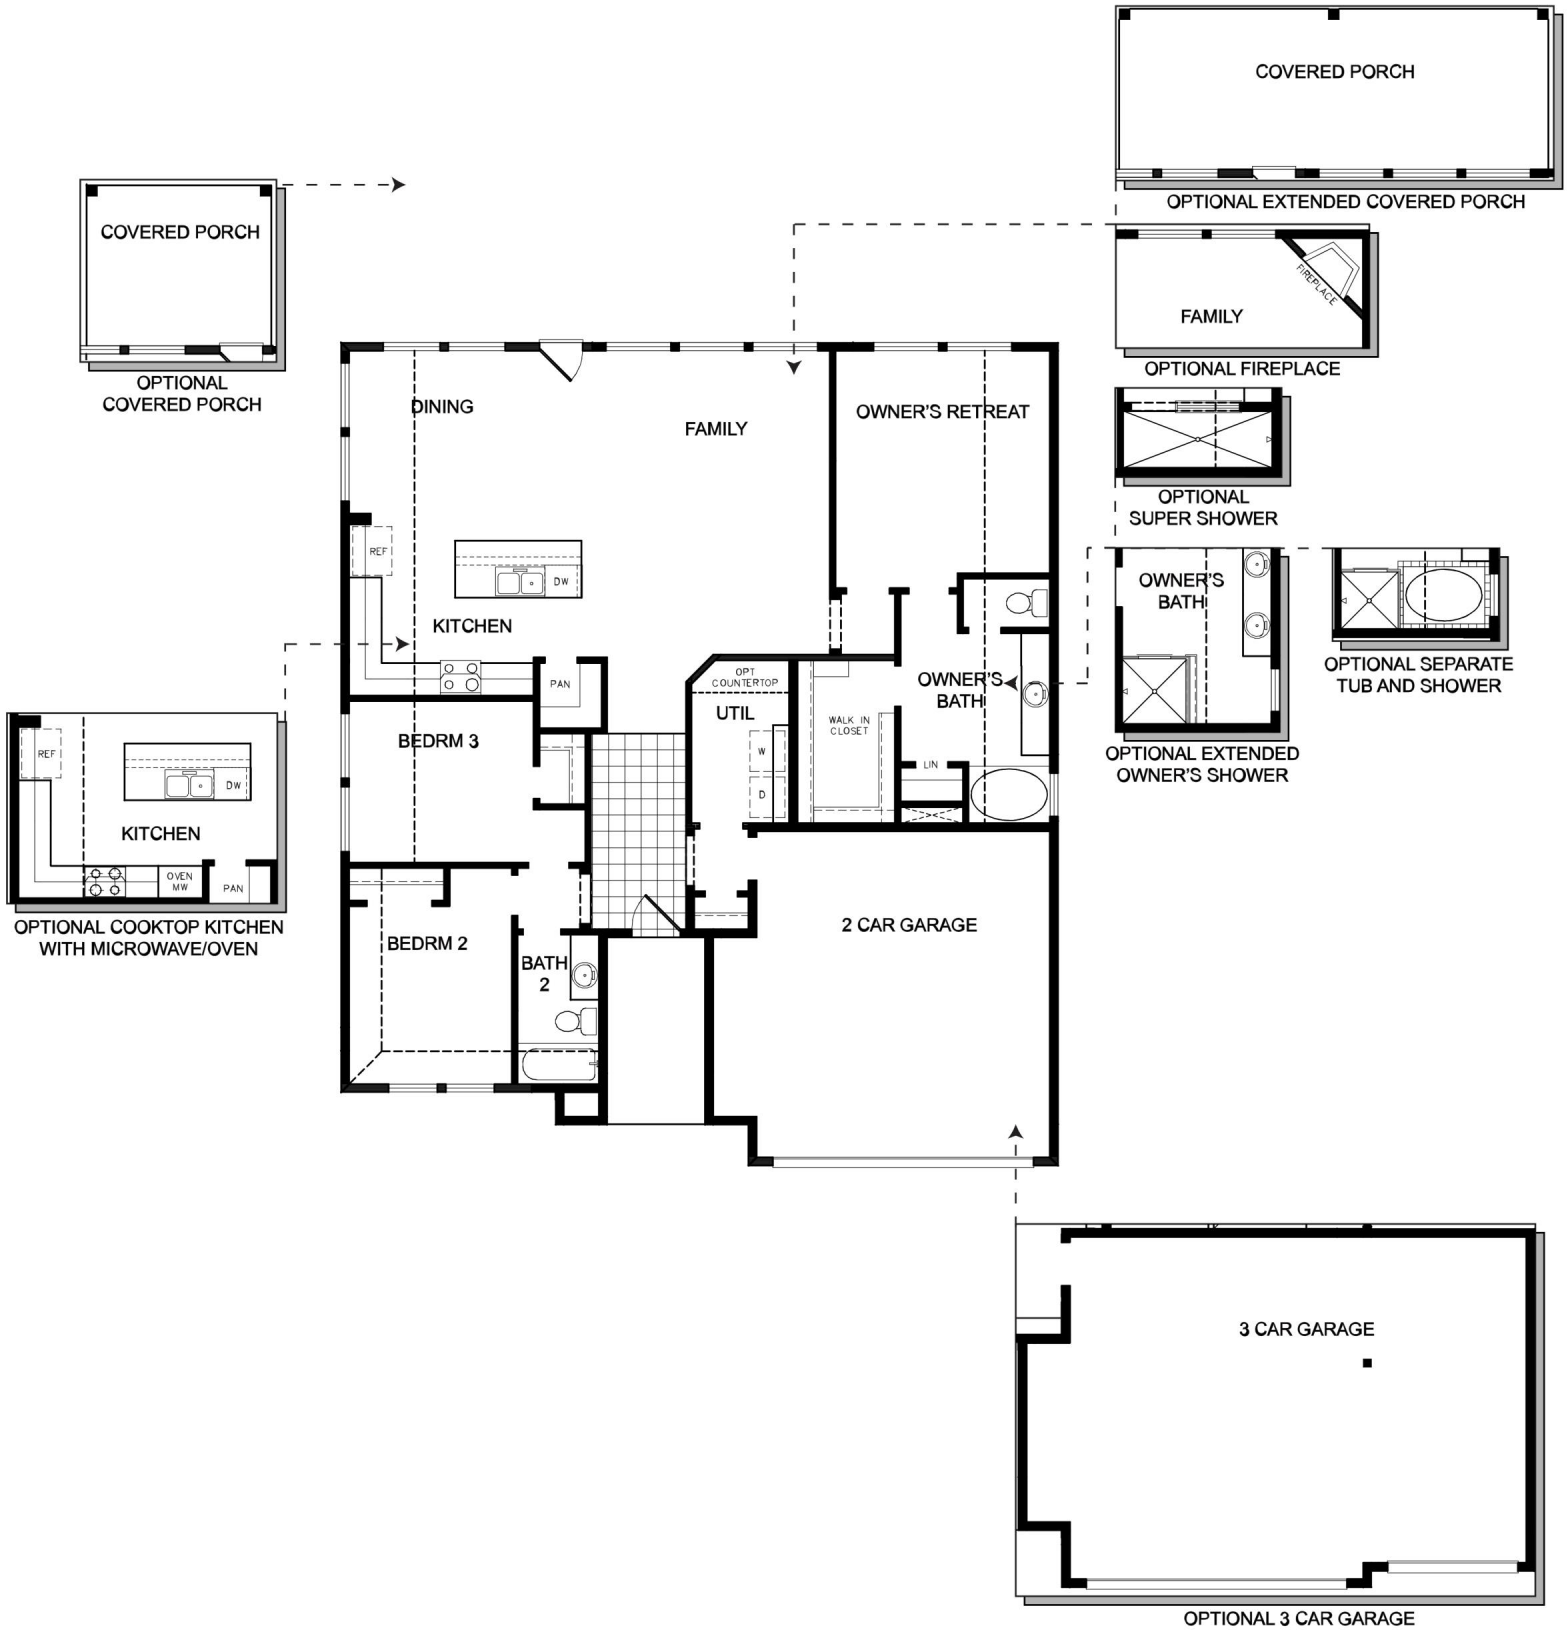 COVERED PORCH
OPTIONAL EXTENDED COVERED PORCH
COVERED PORCH
OPTIONAL
COVERED PORCH
FIREPLACE
FAMILY
OPTIONAL FIREPLACE
DINING
FAMILY
OWNER'S RETREAT
OPTIONAL
SUPER SHOWER
REF
DW
KITCHEN
PAN
OPT
COUNTERTOP
UTIL
OWNER'S
BATH
OWNER'S
BATH
OPTIONAL EXTENDED
OWNER'S SHOWER
OPTIONAL SEPARATE
TUB AND SHOWER
WALK IN
CLOSET
W
D
LIN
BEDRM 3
REF
DW
KITCHEN
OVEN
MW
PAN
OPTIONAL COOKTOP KITCHEN
WITH MICROWAVE/OVEN
BEDRM 2
BATH
2
2 CAR GARAGE
3 CAR GARAGE
OPTIONAL 3 CAR GARAGE